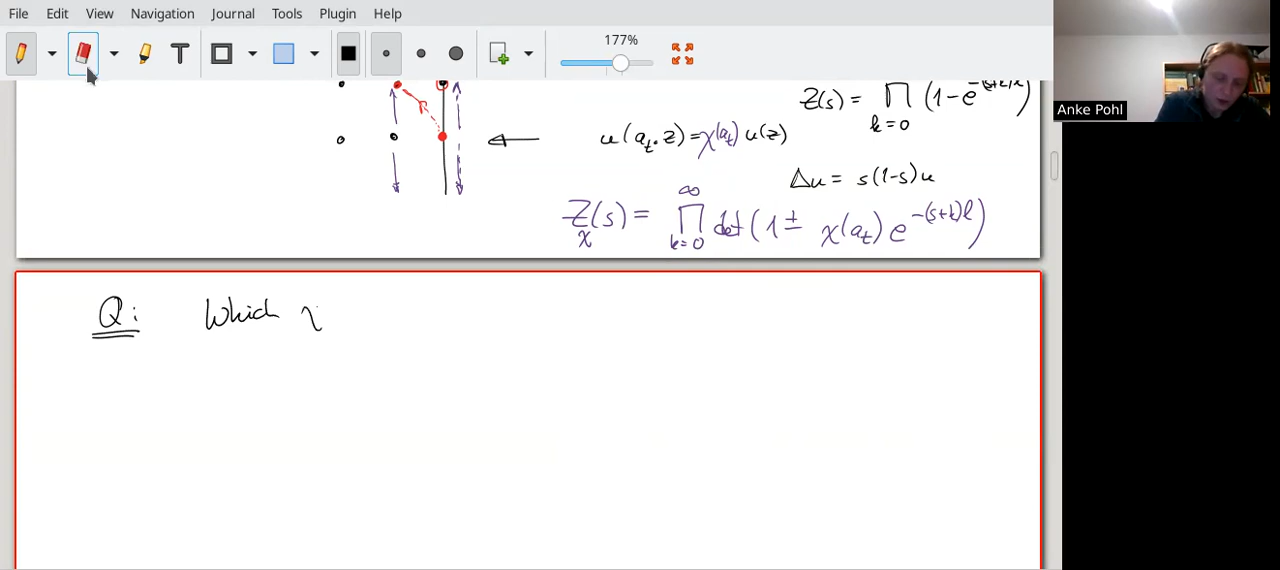 File Edit View Navigation Journal Tools Plugin Help
177%
Z(s) = ∏ (1-e^{-(s+k)l})
k=0
u(a_t.z) = χ(a_t) u(z)
Δu = s(1-s)u
Z_χ(s) = ∏_{k=0}^{∞} det(1 ± χ(a_t) e^{-(s+k)l})
Q: Which
Anke Pohl